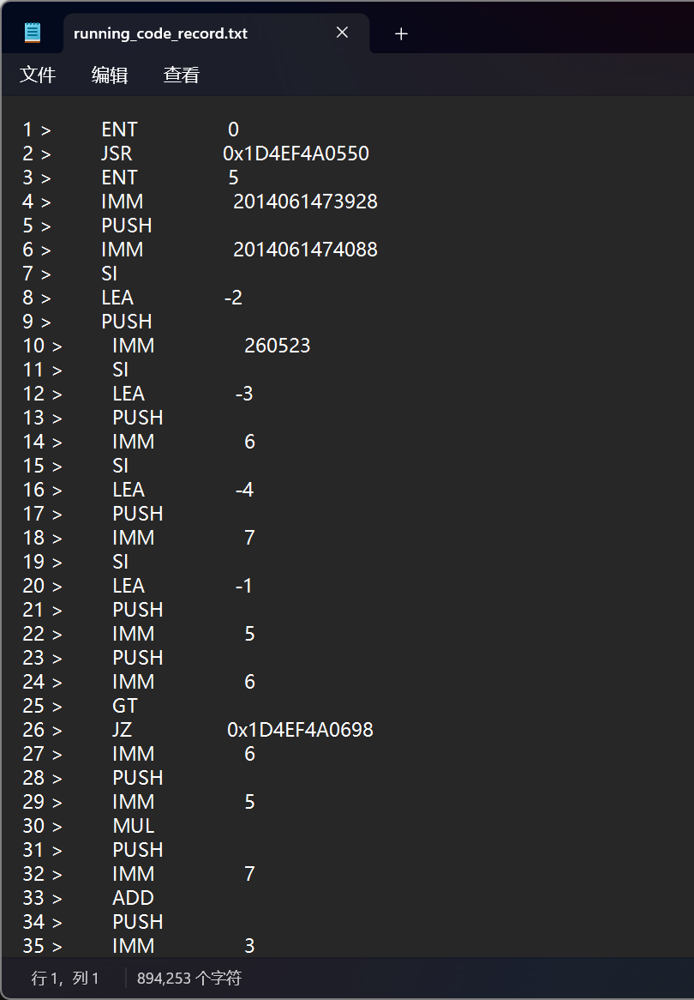 running_code_record.txt
文件 编辑 查看
1 > ENT 0
2 > JSR 0x1D4EF4A0550
3 > ENT 5
4 > IMM 2014061473928
5 > PUSH
6 > IMM 2014061474088
7 > SI
8 > LEA -2
9 > PUSH
10 > IMM 260523
11 > SI
12 > LEA -3
13 > PUSH
14 > IMM 6
15 > SI
16 > LEA -4
17 > PUSH
18 > IMM 7
19 > SI
20 > LEA -1
21 > PUSH
22 > IMM 5
23 > PUSH
24 > IMM 6
25 > GT
26 > JZ 0x1D4EF4A0698
27 > IMM 6
28 > PUSH
29 > IMM 5
30 > MUL
31 > PUSH
32 > IMM 7
33 > ADD
34 > PUSH
35 > IMM 3
行 1，列 1 894,253 个字符